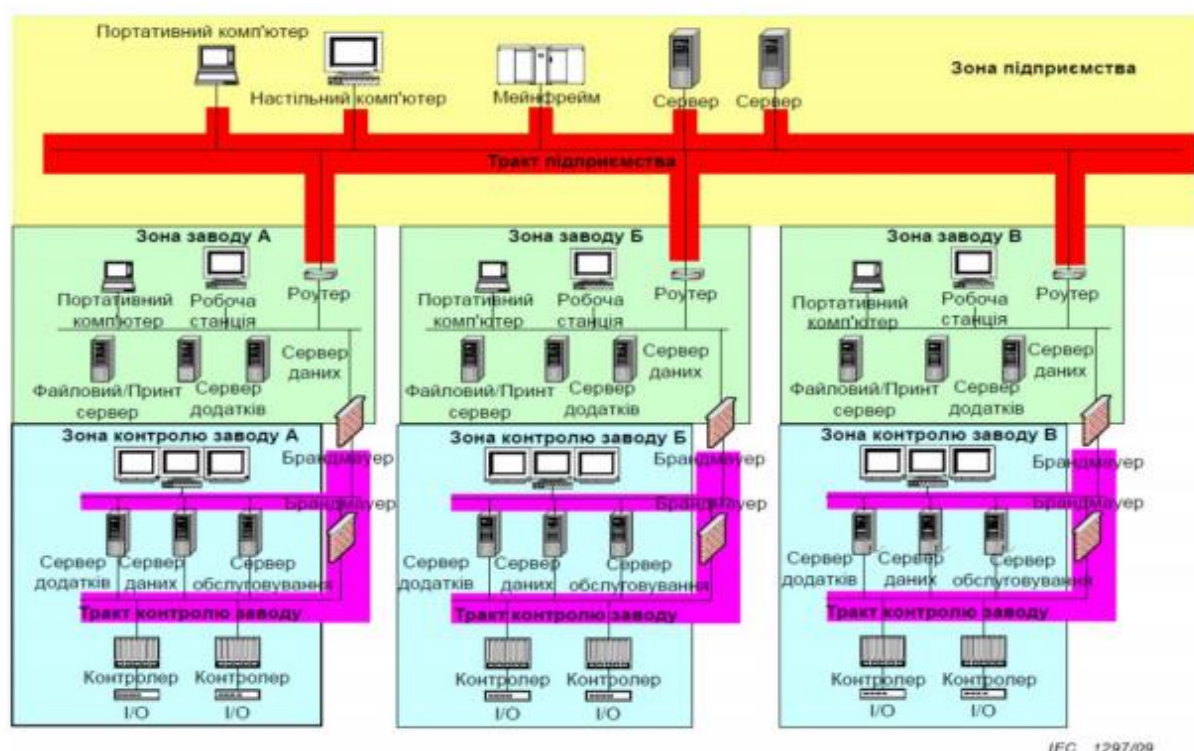 Портативний комп'ютер
Настільний комп'ютер
Мейнфрейм
Сервер
Сервер
Зона підприємства
Тракт підприємства
Зона заводу А
Портативний
комп'ютер
Робоча
станція
Роутер
Файловий/Принт
сервер
Сервер
додатків
Сервер
даних
Зона заводу Б
Портативний
комп'ютер
Робоча
станція
Роутер
Файловий/Принт
сервер
Сервер
додатків
Сервер
даних
Зона заводу В
Портативний
комп'ютер
Робоча
станція
Роутер
Файловий/Принт
сервер
Сервер
додатків
Сервер
даних
Зона контролю заводу А
Брандмауер
Брандмауер
Сервер
додатків
Сервер
даних
Сервер
обслуговування
Тракт контролю заводу
Контролер
Контролер
I/O
I/O
Зона контролю заводу Б
Брандмауер
Брандмауер
Сервер
додатків
Сервер
даних
Сервер
обслуговування
Тракт контролю заводу
Контролер
Контролер
I/O
I/O
Зона контролю заводу В
Брандмауер
Брандмауер
Сервер
додатків
Сервер
даних
Сервер
обслуговування
Тракт контролю заводу
Контролер
Контролер
I/O
I/O
IEC 1297/09